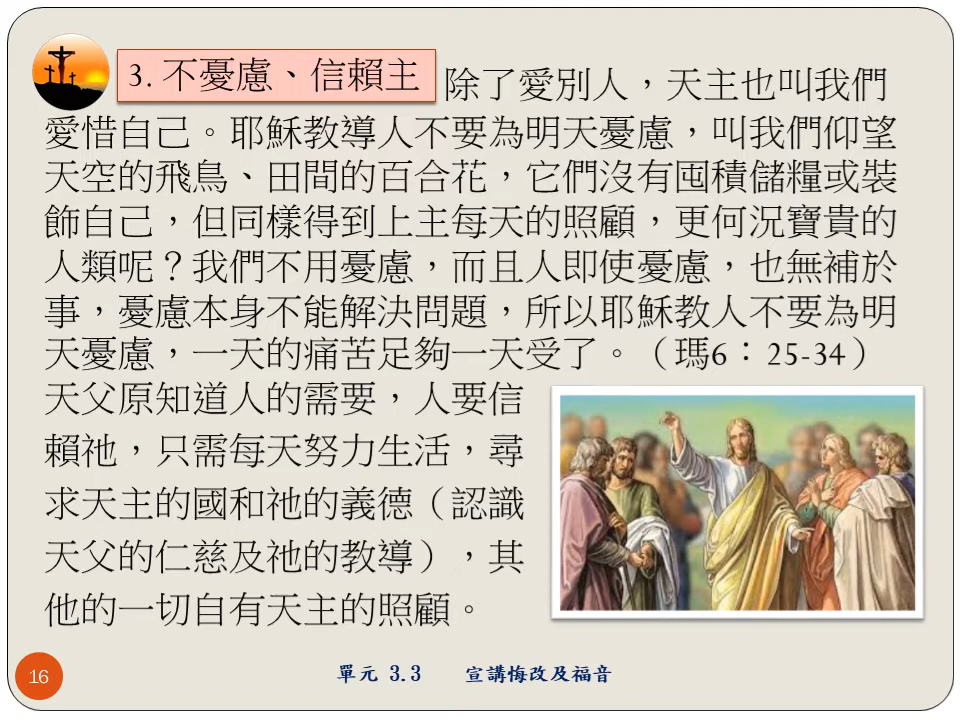 3. 不憂慮、信賴主 除了愛別人，天主也叫我們
愛惜自己。耶穌教導人不要為明天憂慮，叫我們仰望
天空的飛鳥、田間的百合花，它們沒有囤積儲糧或裝
飾自己，但同樣得到上主每天的照顧，更何況寶貴的
人類呢？我們不用憂慮，而且人即使憂慮，也無補於
事，憂慮本身不能解決問題，所以耶穌教人不要為明
天憂慮，一天的痛苦足夠一天受了。（瑪6：25-34）
天父原知道人的需要，人要信
賴祂，只需每天努力生活，尋
求天主的國和祂的義德（認識
天父的仁慈及祂的教導），其
他的一切自有天主的照顧。
16 單元 3.3 宣講悔改及福音